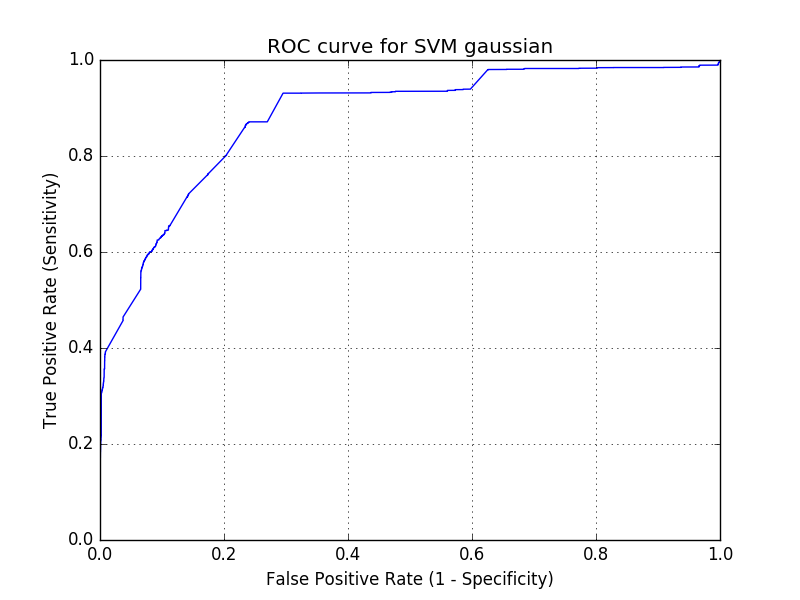 ROC curve for SVM gaussian
1.0
0.8
0.6
0.4
0.2
0.0
True Positive Rate (Sensitivity)
0.0 0.2 0.4 0.6 0.8 1.0
False Positive Rate (1 - Specificity)